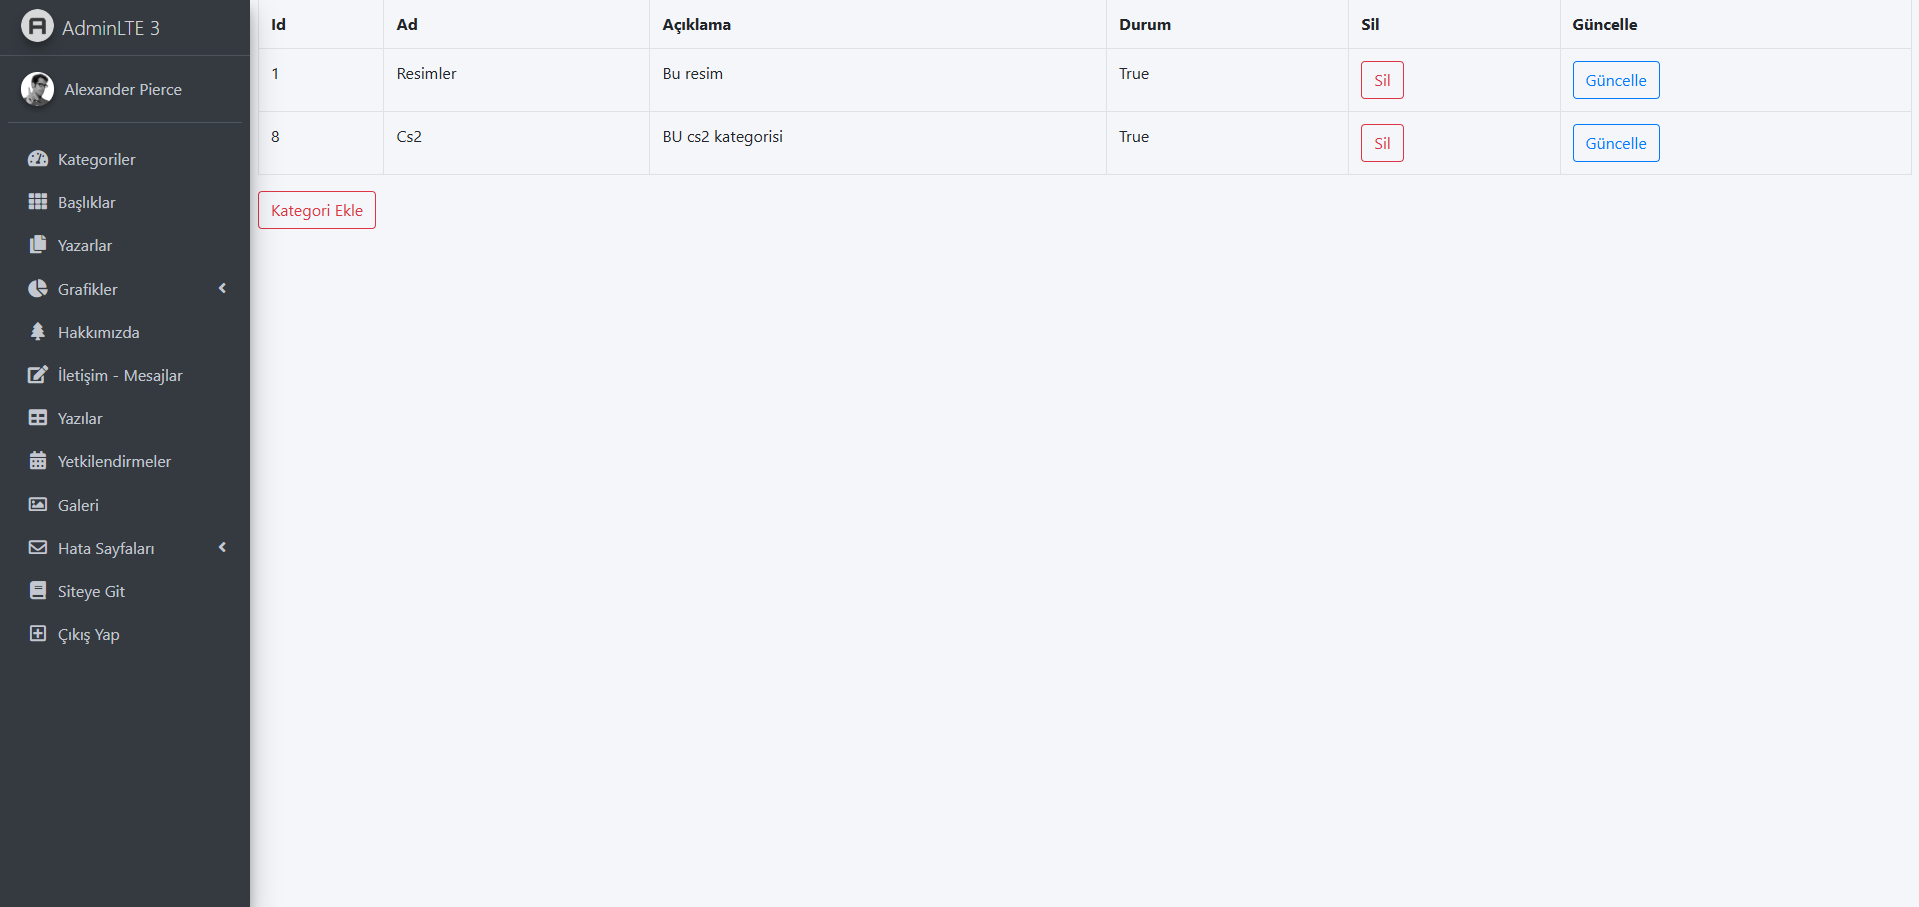 AdminLTE 3
Alexander Pierce
Kategoriler
Başlıklar
Yazarlar
Grafikler
Hakkımızda
İletişim - Mesajlar
Yazılar
Yetkilendirmeler
Galeri
Hata Sayfaları
Siteye Git
Çıkış Yap
Id Ad Açıklama Durum Sil Güncelle
1 Resimler Bu resim True Sil Güncelle
8 Cs2 BU cs2 kategorisi True Sil Güncelle
Kategori Ekle